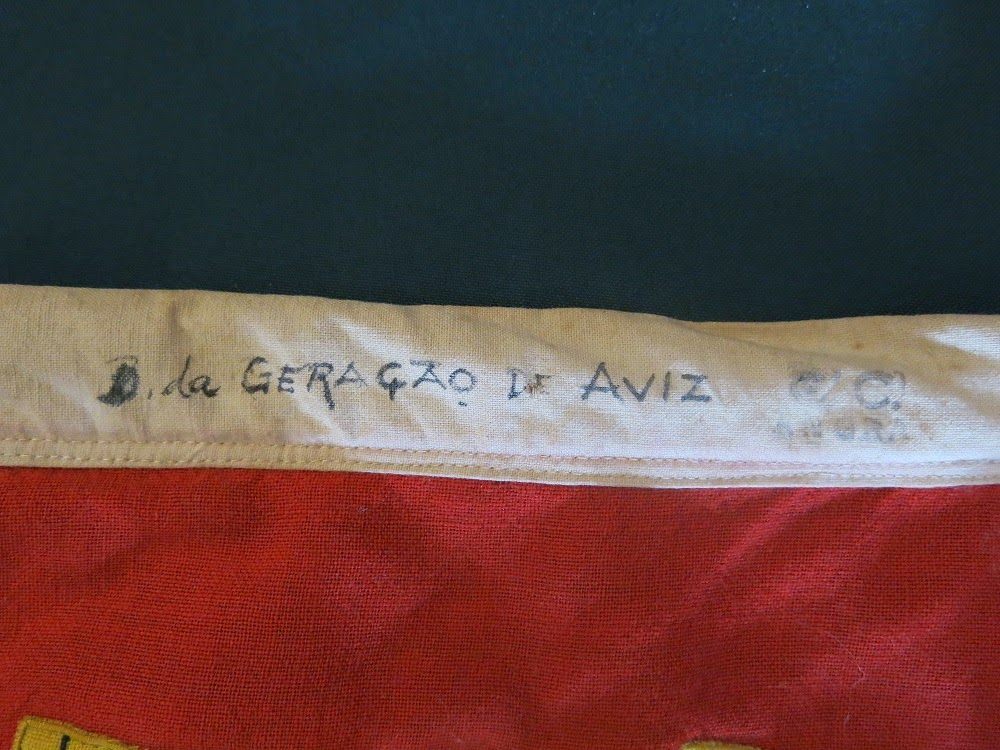 B. da GERAÇÃO DE AVIZ